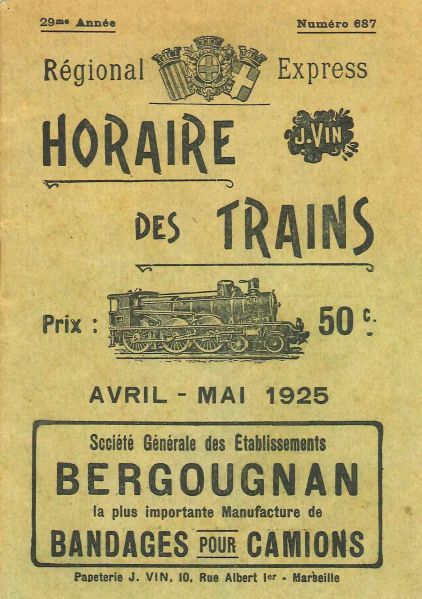 29me Année Numéro 687
Régional Express
HORAIRE
J. VIN
DES TRAINS
Prix : 50 c.
AVRIL - MAI 1925
Société Générale des Établissements
BERGOUGNAN
la plus importante Manufacture de
BANDAGES POUR CAMIONS
Papeterie J. VIN, 10, Rue Albert Ier - Marseille